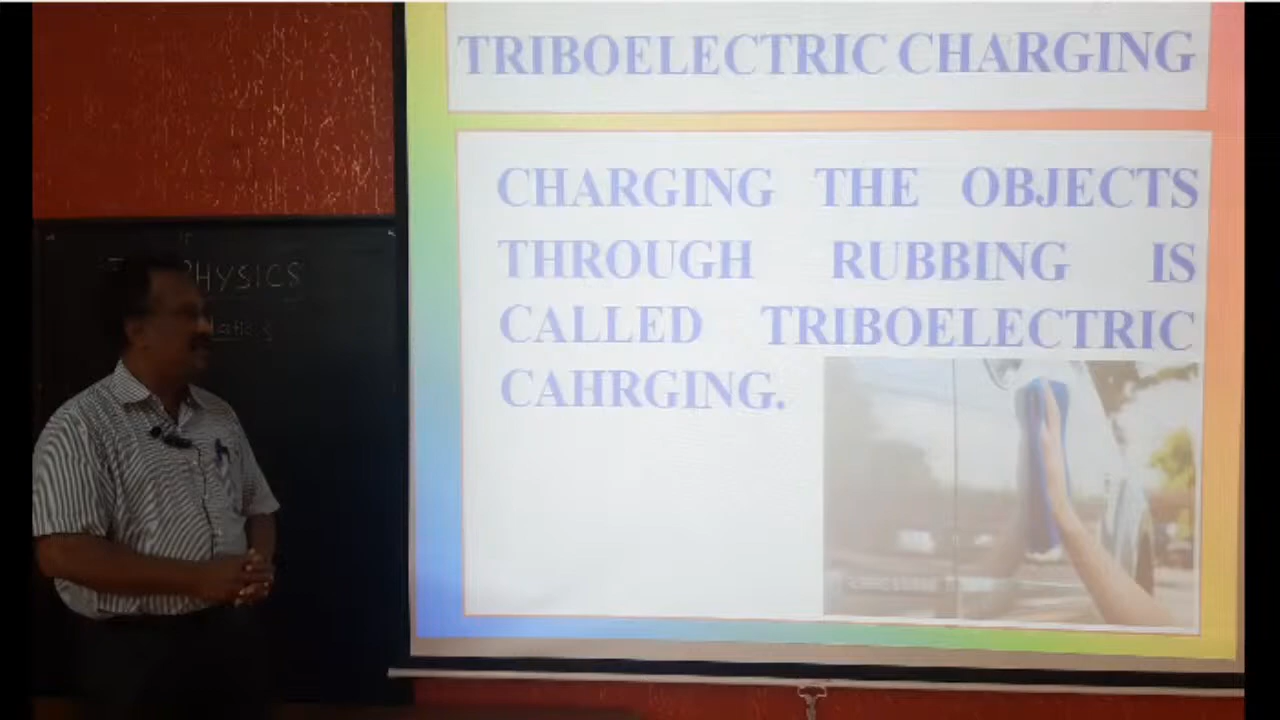 TRIBOELECTRIC CHARGING
CHARGING THE OBJECTS
THROUGH RUBBING IS
CALLED TRIBOELECTRIC
CAHRGING.
PHYSICS